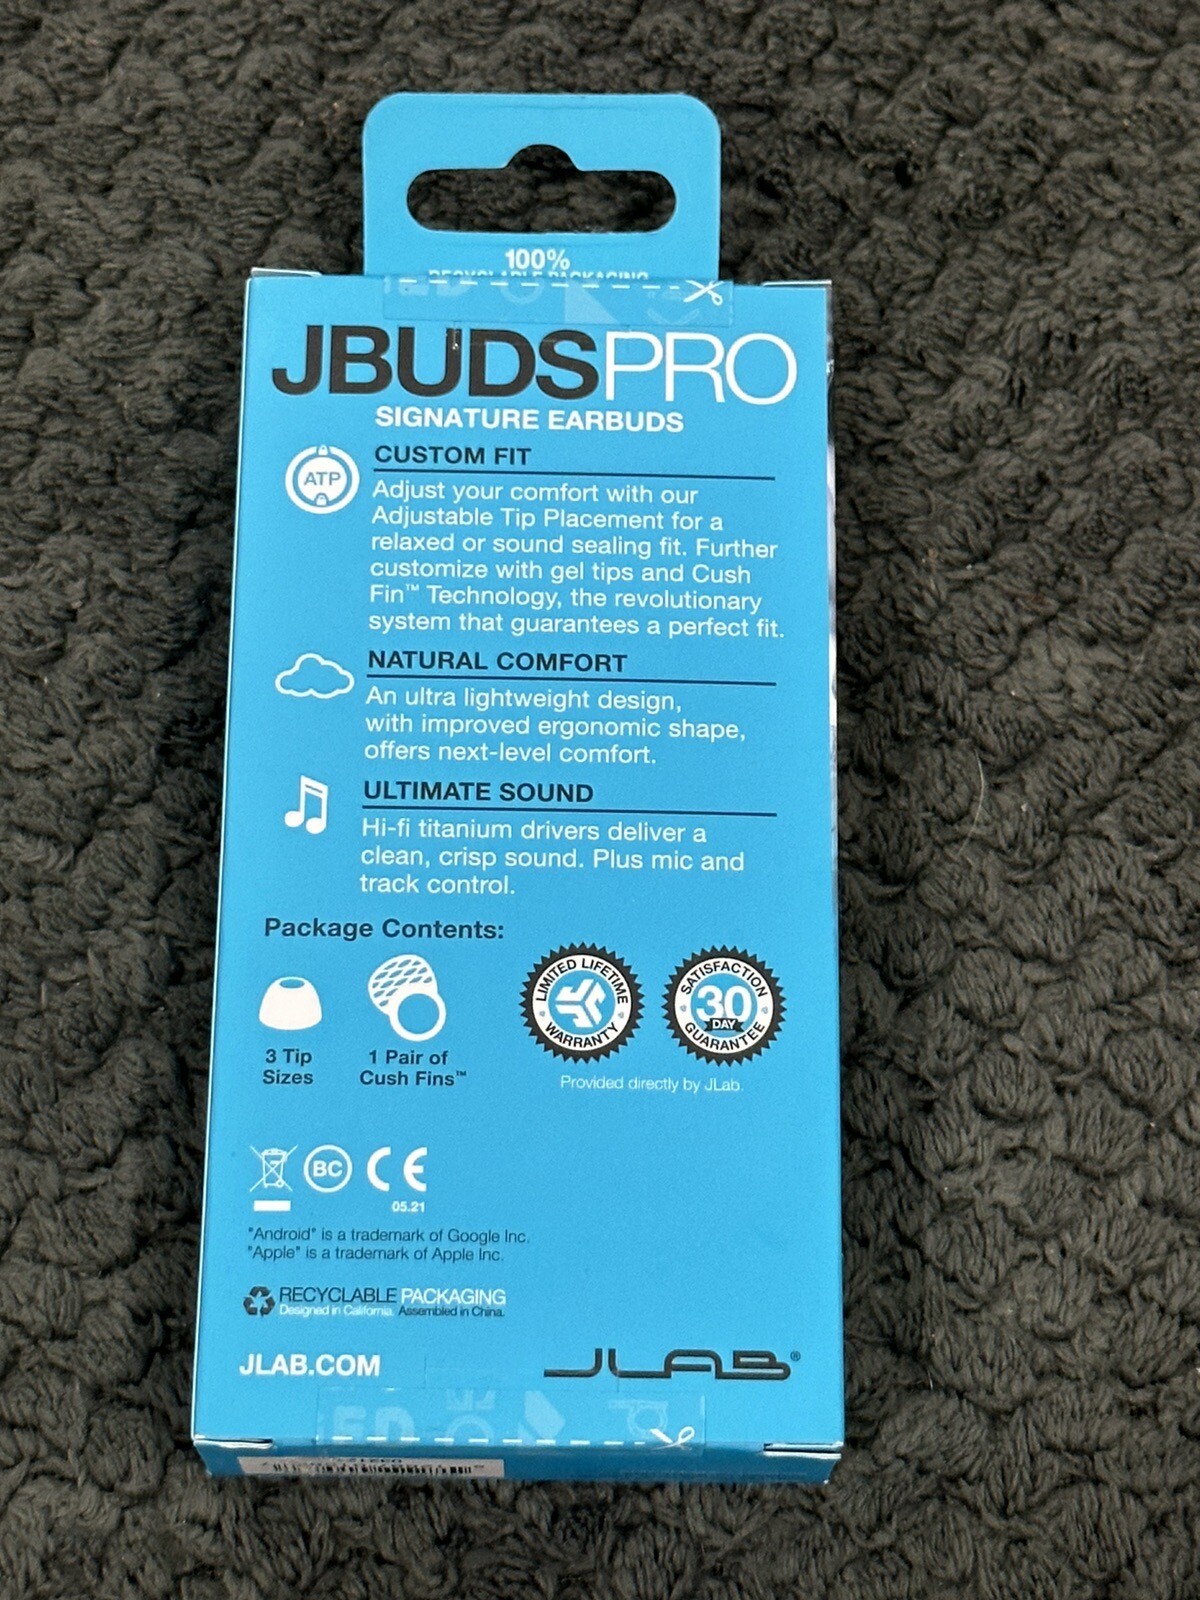 100%
RECYCLABLE PACKAGING
JBUDSPRO
SIGNATURE EARBUDS
ATP
CUSTOM FIT
Adjust your comfort with our
Adjustable Tip Placement for a
relaxed or sound sealing fit. Further
customize with gel tips and Cush
Fin™ Technology, the revolutionary
system that guarantees a perfect fit.
NATURAL COMFORT
An ultra lightweight design,
with improved ergonomic shape,
offers next-level comfort.
ULTIMATE SOUND
Hi-fi titanium drivers deliver a
clean, crisp sound. Plus mic and
track control.
Package Contents:
3 Tip
Sizes
1 Pair of
Cush Fins™
LIMITED LIFETIME
WARRANTY
SATISFACTION
30
DAY
GUARANTEE
Provided directly by JLab.
BC
CE
05.21
"Android" is a trademark of Google Inc.
"Apple" is a trademark of Apple Inc.
RECYCLABLE PACKAGING
Designed in California. Assembled in China.
JLAB.COM
JLAB®